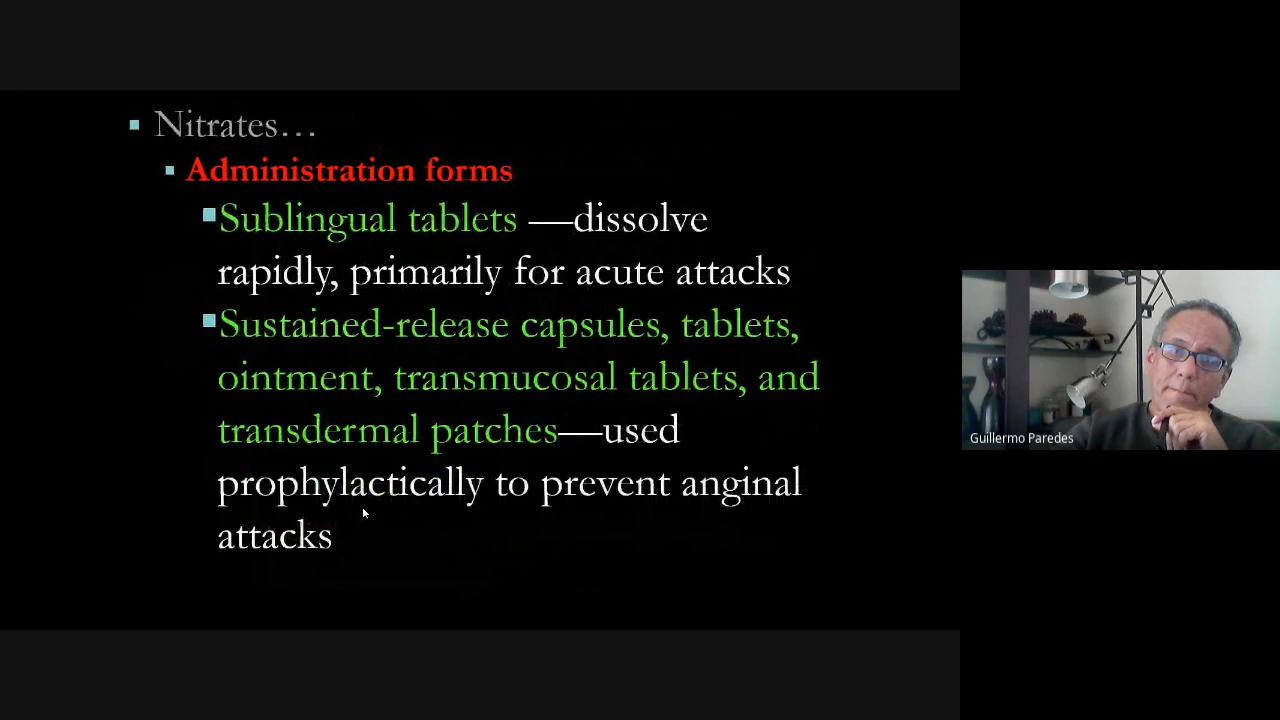 Nitrates…
Administration forms
Sublingual tablets —dissolve
rapidly, primarily for acute attacks
Sustained-release capsules, tablets,
ointment, transmucosal tablets, and
transdermal patches—used
prophylactically to prevent anginal
attacks
Guillermo Paredes